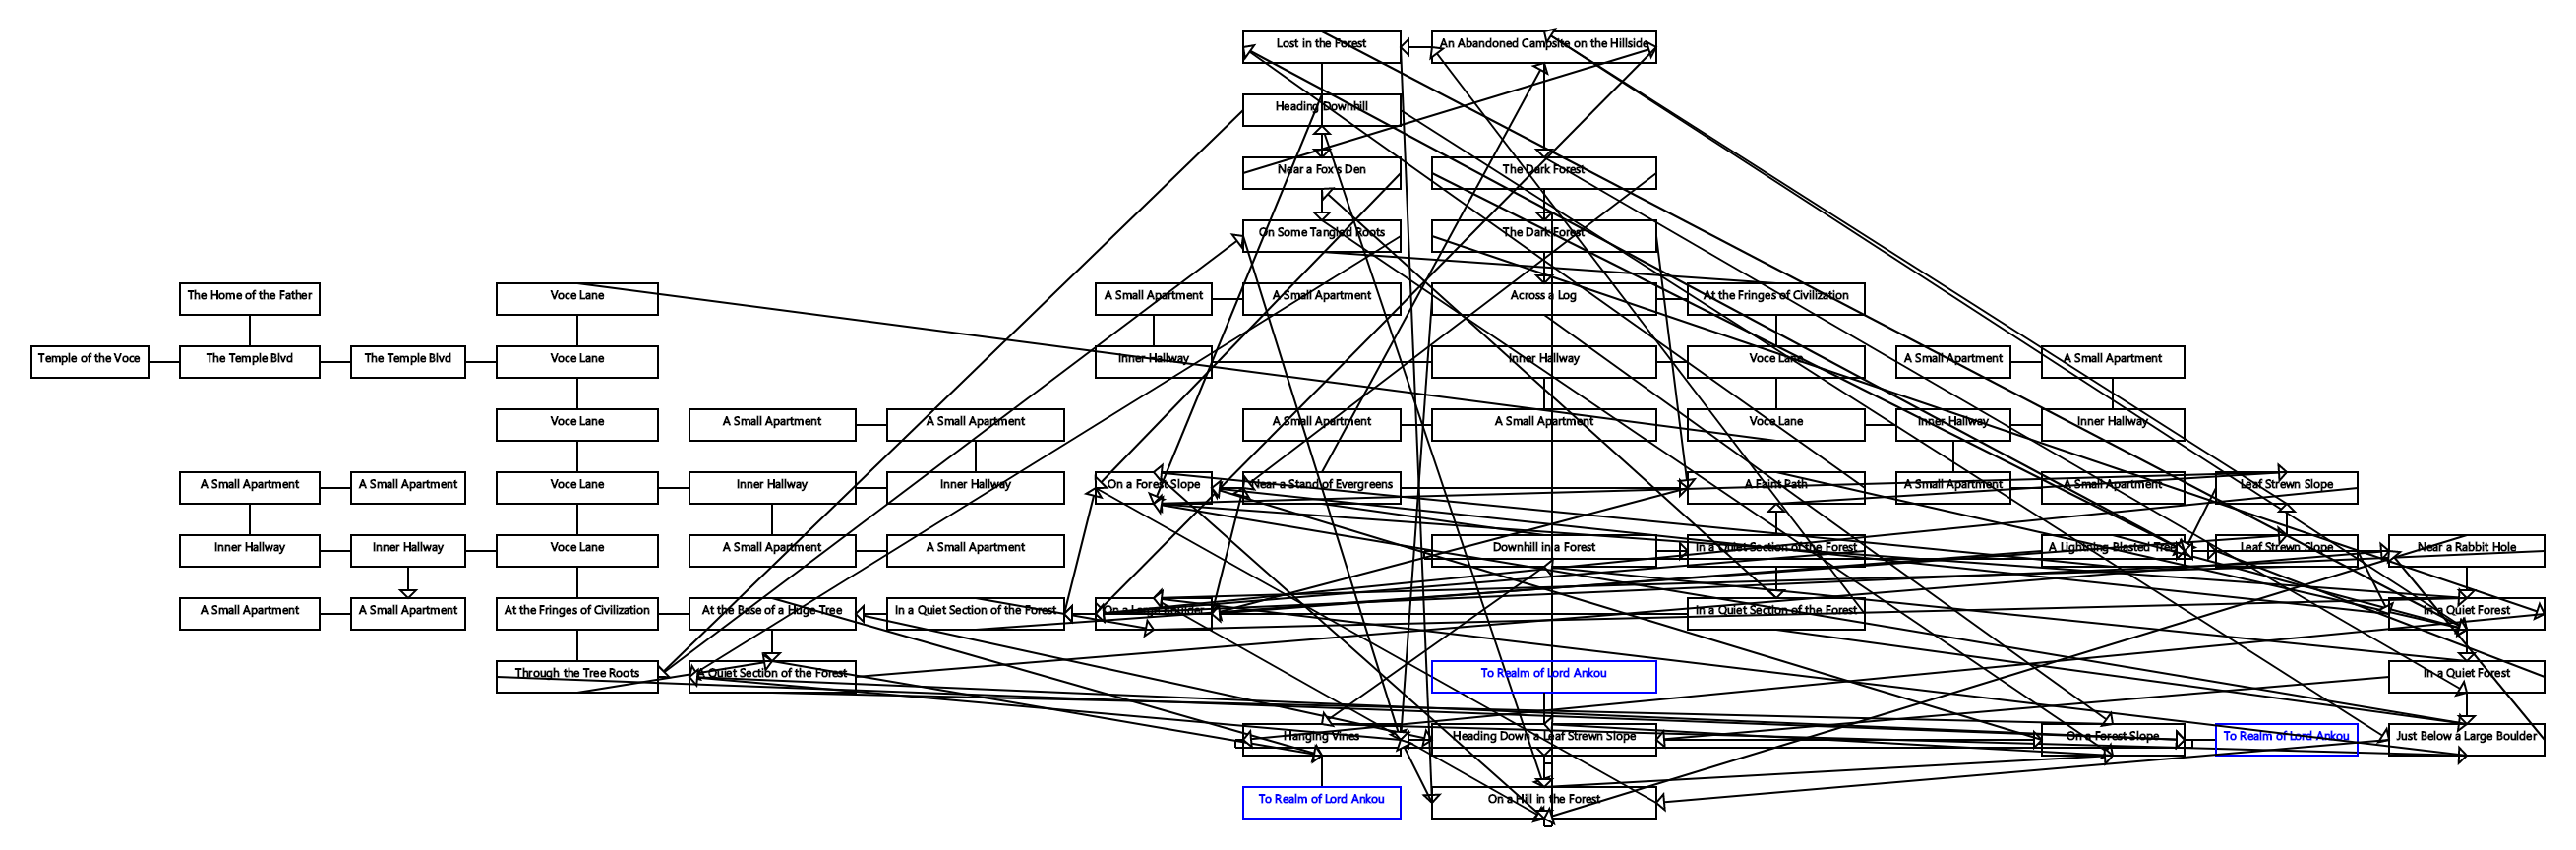 Lost in the Forest
An Abandoned Campsite on the Hillside
Heading Downhill
Near a Fox's Den
The Dark Forest
On Some Tangled Roots
The Dark Forest
The Home of the Father
Voce Lane
A Small Apartment
A Small Apartment
Across a Log
At the Fringes of Civilization
Temple of the Voce
The Temple Blvd
The Temple Blvd
Voce Lane
Inner Hallway
Inner Hallway
Voce Lane
A Small Apartment
A Small Apartment
Voce Lane
A Small Apartment
A Small Apartment
A Small Apartment
A Small Apartment
Voce Lane
Inner Hallway
Inner Hallway
A Small Apartment
A Small Apartment
Voce Lane
Inner Hallway
Inner Hallway
On a Forest Slope
Near a Stand of Evergreens
A Faint Path
A Small Apartment
A Small Apartment
Leaf Strewn Slope
Inner Hallway
Inner Hallway
Voce Lane
A Small Apartment
A Small Apartment
Downhill in a Forest
In a Quiet Section of the Forest
A Lightning Blasted Tree
Leaf Strewn Slope
Near a Rabbit Hole
A Small Apartment
A Small Apartment
At the Fringes of Civilization
At the Base of a Huge Tree
In a Quiet Section of the Forest
On a Large Boulder
In a Quiet Section of the Forest
In a Quiet Forest
Through the Tree Roots
A Quiet Section of the Forest
To Realm of Lord Ankou
In a Quiet Forest
Hanging Vines
Heading Down a Leaf Strewn Slope
On a Forest Slope
To Realm of Lord Ankou
Just Below a Large Boulder
To Realm of Lord Ankou
On a Hill in the Forest